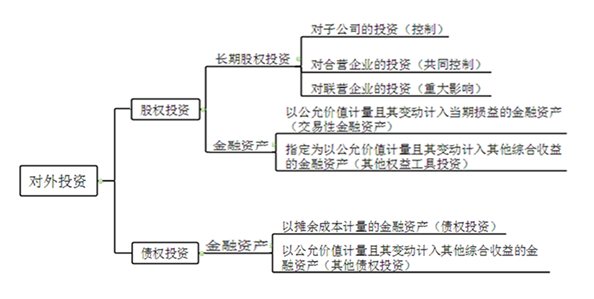 对子公司的投资（控制）
长期股权投资
对合营企业的投资（共同控制）
对联营企业的投资（重大影响）
股权投资
以公允价值计量且其变动计入当期损益的金融资产
（交易性金融资产）
金融资产
指定为以公允价值计量且其变动计入其他综合收益
的金融资产（其他权益工具投资）
对外投资
以摊余成本计量的金融资产（债权投资）
债权投资
金融资产
以公允价值计量且其变动计入其他综合收益的金
融资产（其他债权投资）